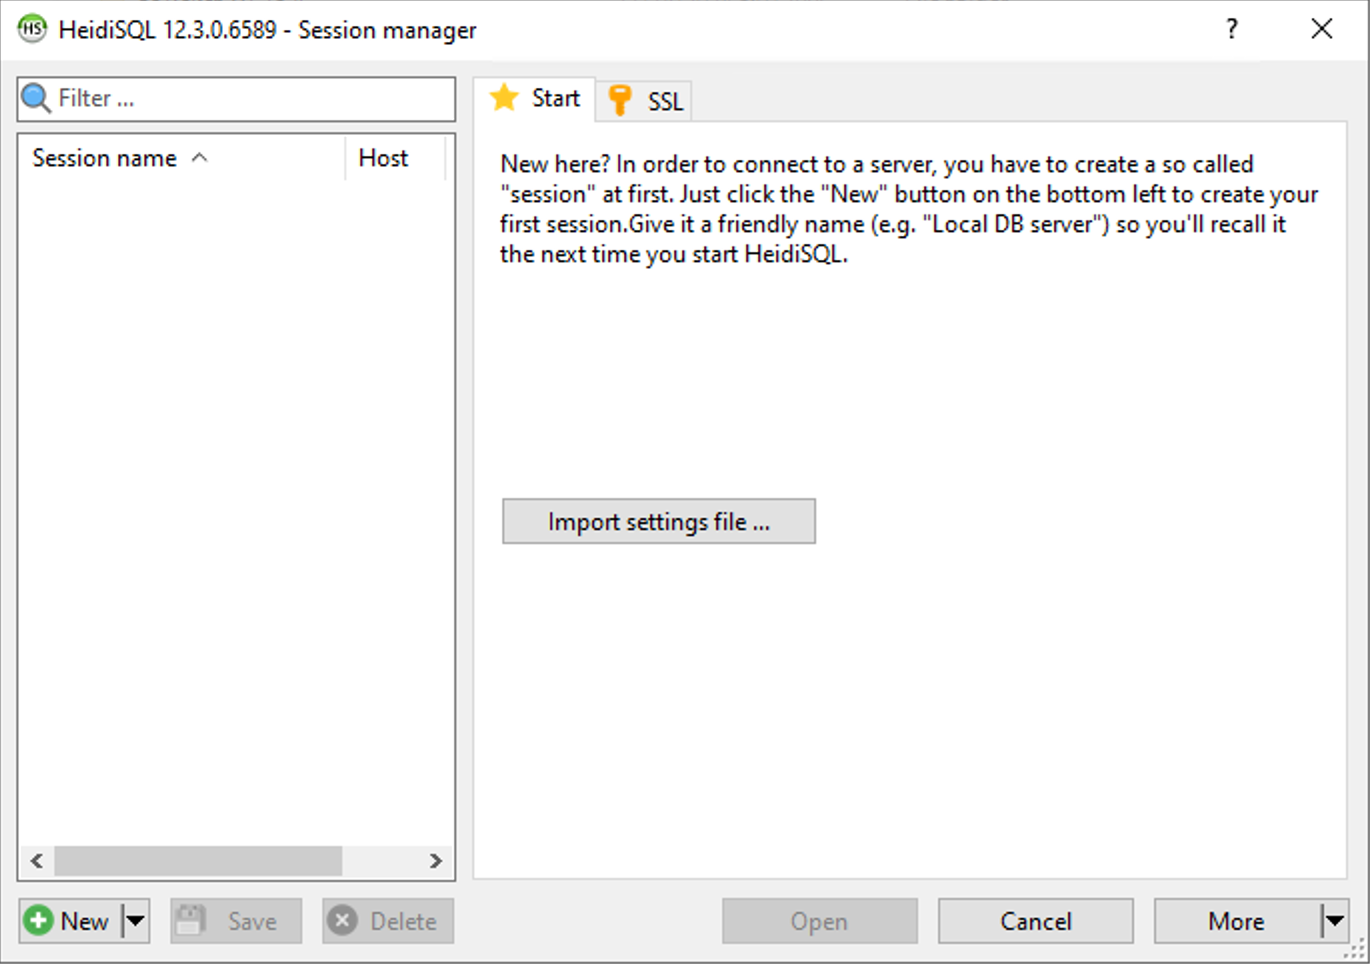 HS HeidiSQL 12.3.0.6589 - Session manager
?
Filter ...
Session name
Host
Start
SSL
New here? In order to connect to a server, you have to create a so called
"session" at first. Just click the "New" button on the bottom left to create your
first session.Give it a friendly name (e.g. "Local DB server") so you'll recall it
the next time you start HeidiSQL.
Import settings file ...
New
Save
Delete
Open
Cancel
More